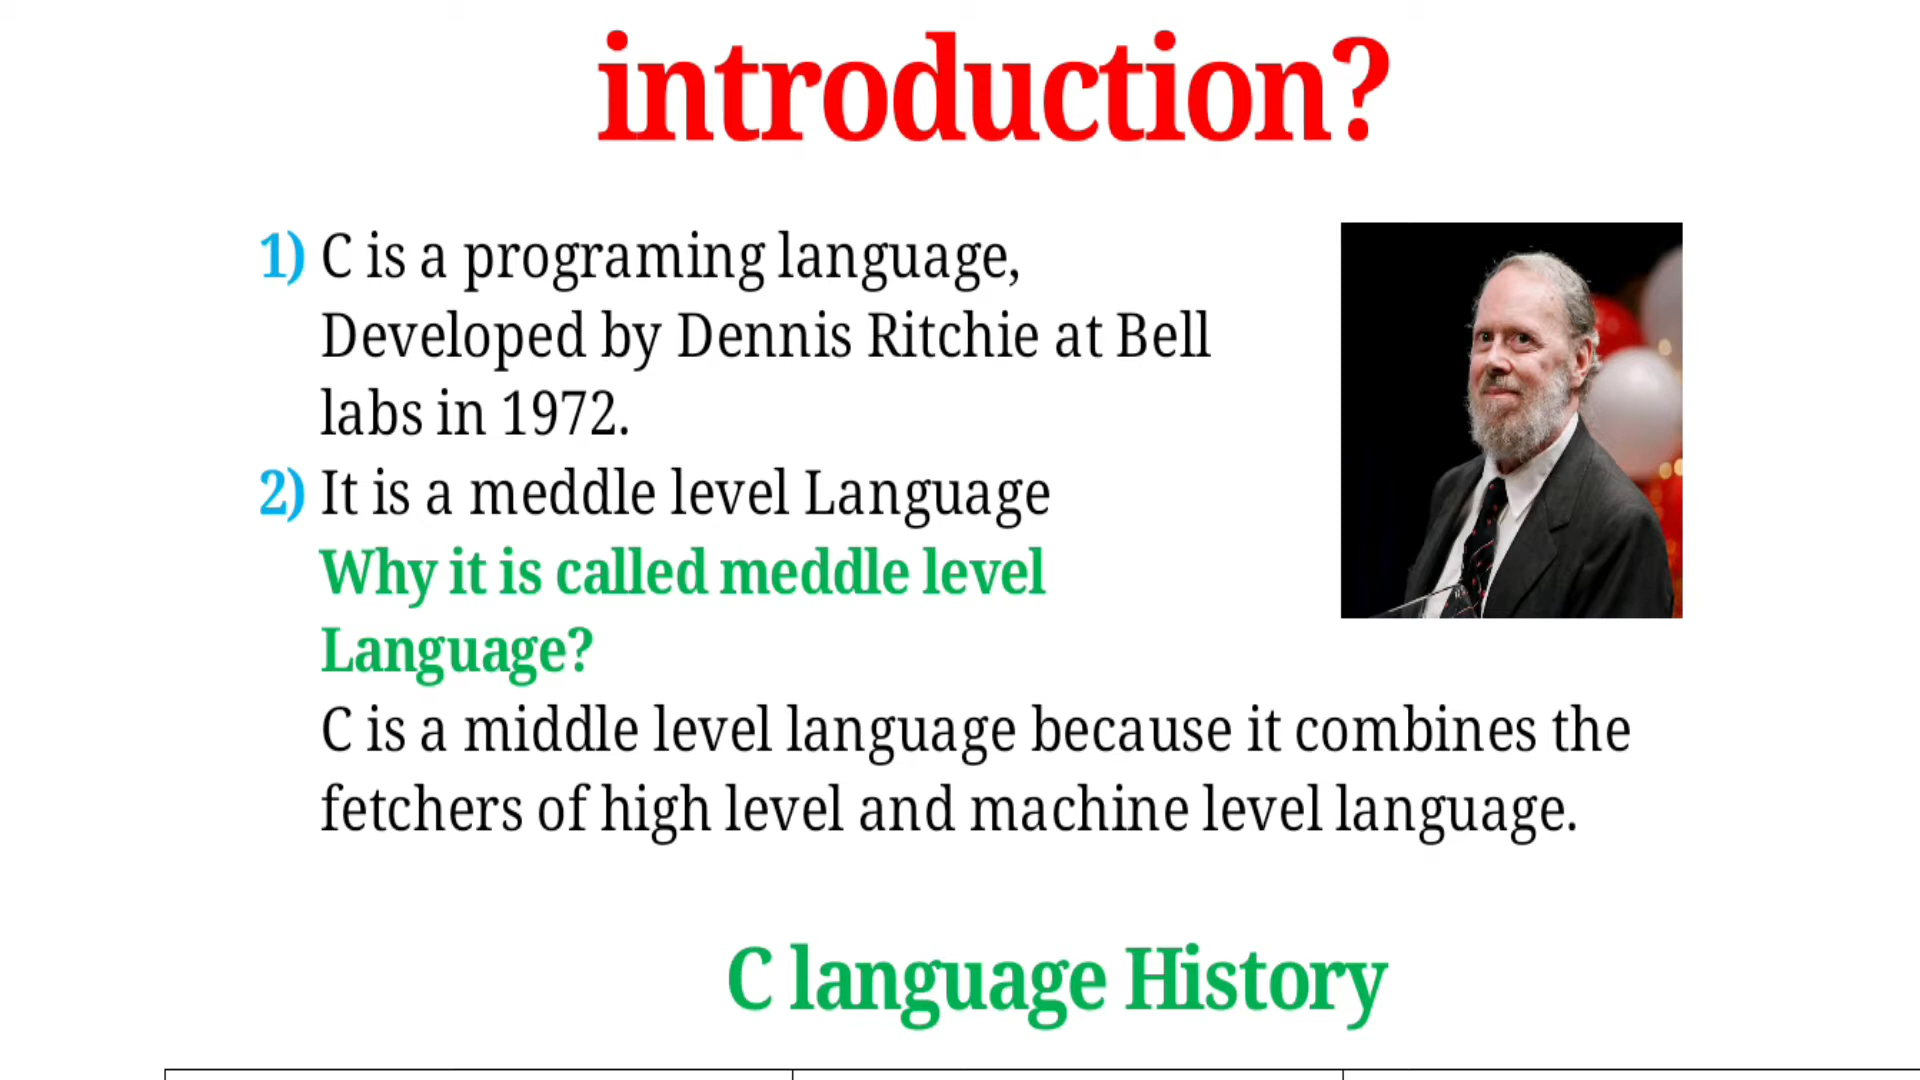 introduction?
1) C is a programing language,
Developed by Dennis Ritchie at Bell
labs in 1972.
2) It is a meddle level Language
Why it is called meddle level
Language?
C is a middle level language because it combines the
fetchers of high level and machine level language.
C language History